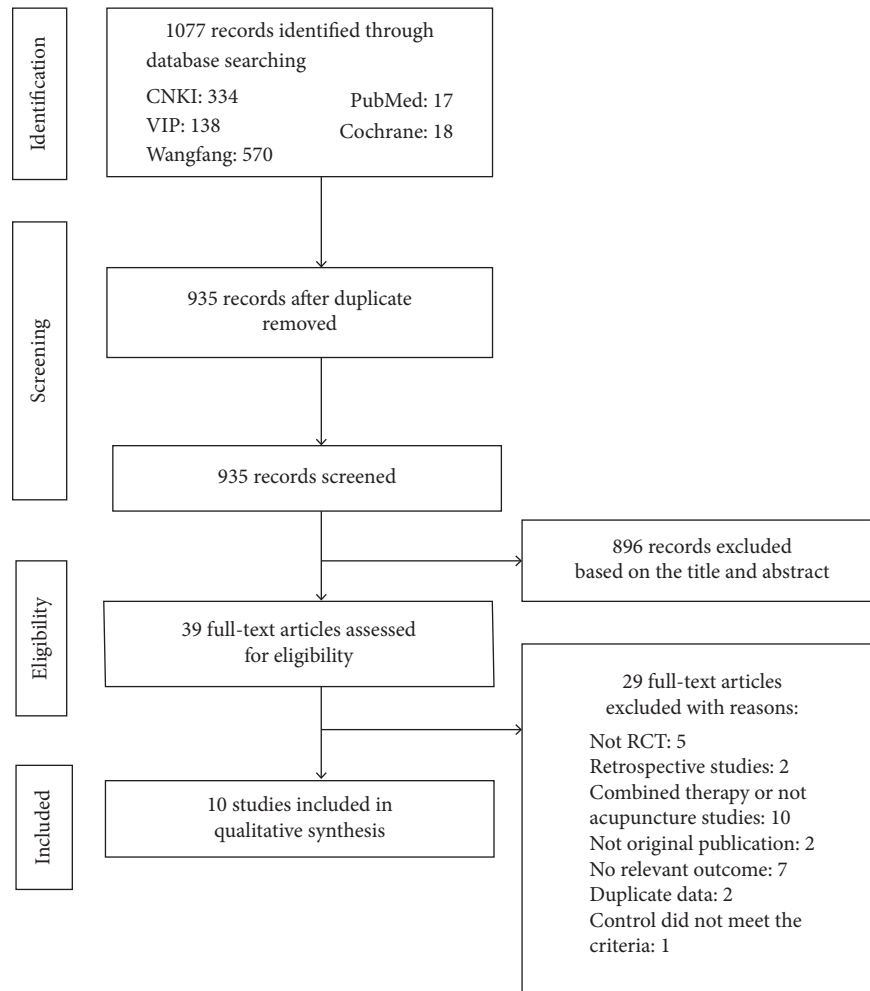 Identification
1077 records identified through
database searching
CNKI: 334
VIP: 138
Wangfang: 570
PubMed: 17
Cochrane: 18
Screening
935 records after duplicate
removed
935 records screened
896 records excluded
based on the title and abstract
Eligibility
39 full-text articles assessed
for eligibility
29 full-text articles
excluded with reasons:
Not RCT: 5
Retrospective studies: 2
Combined therapy or not
acupuncture studies: 10
Not original publication: 2
No relevant outcome: 7
Duplicate data: 2
Control did not meet the
criteria: 1
Included
10 studies included in
qualitative synthesis